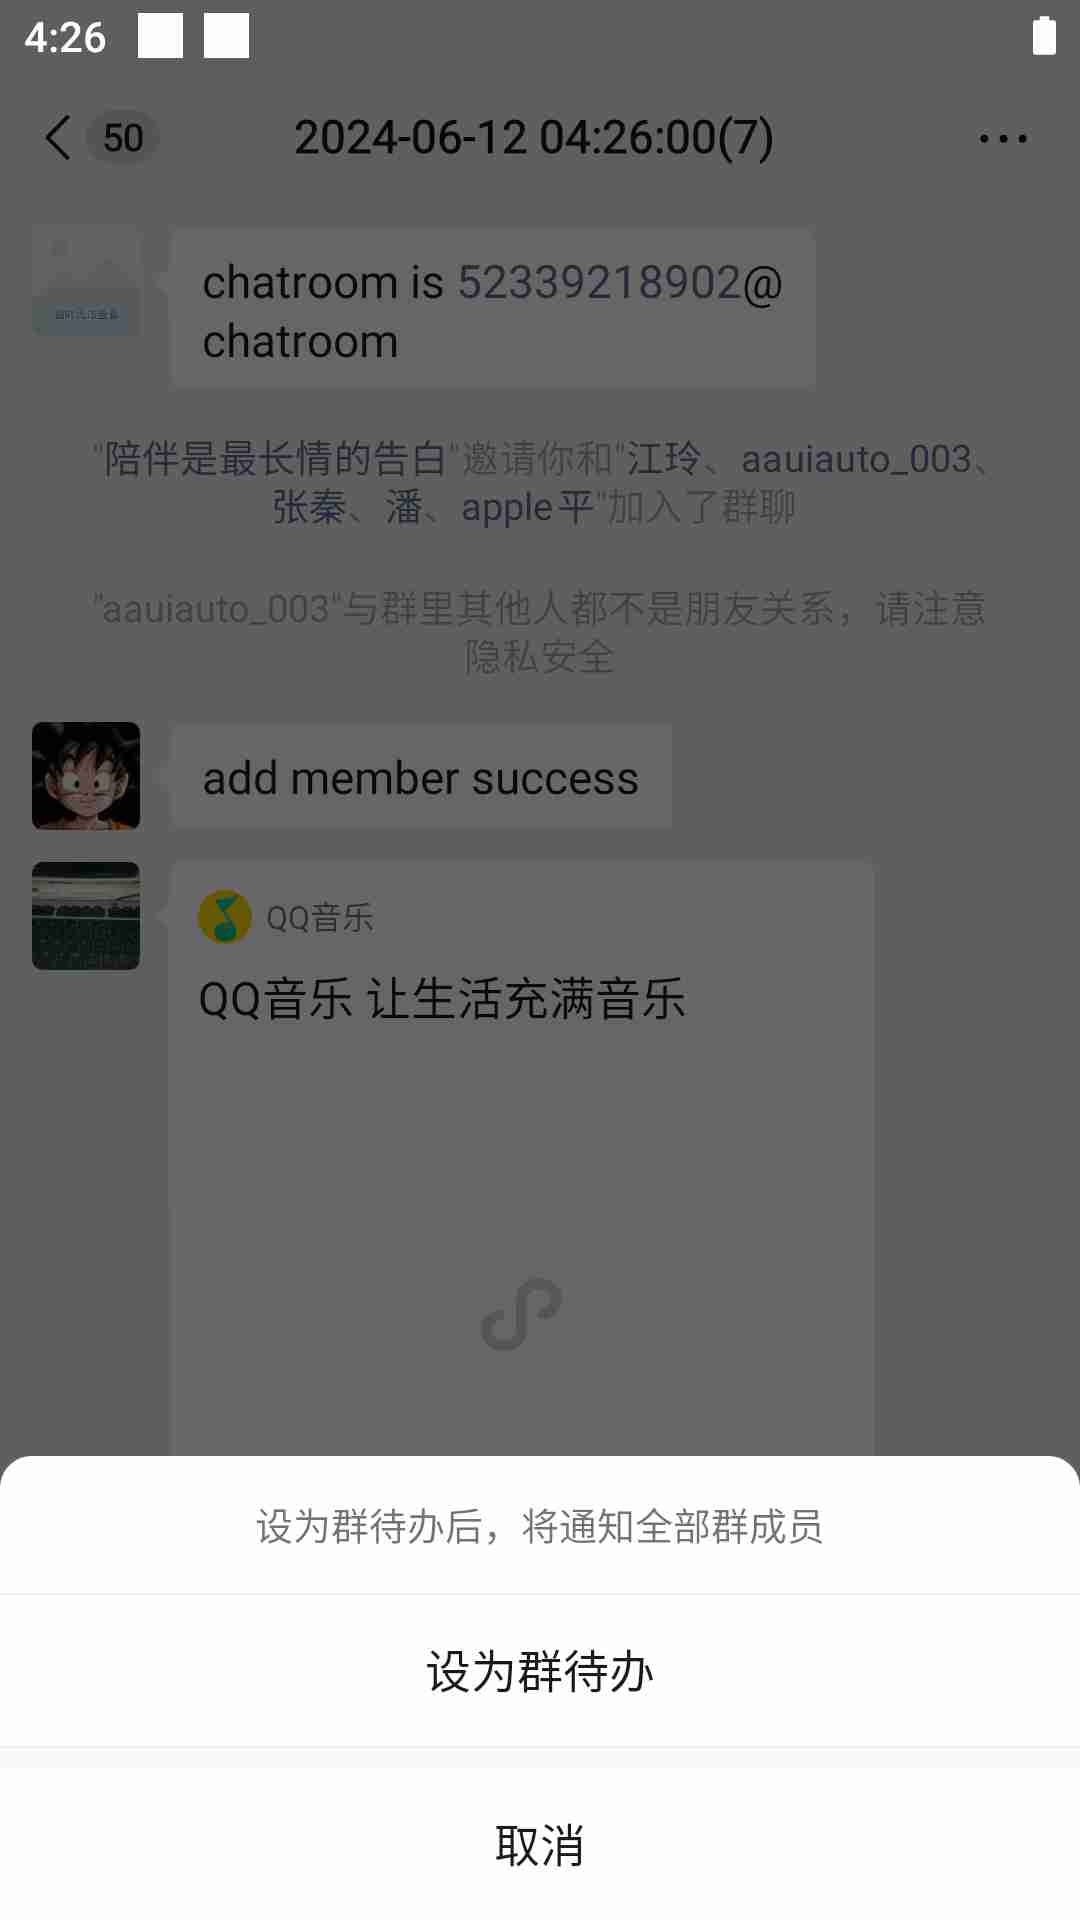 4:26
50
2024-06-12 04:26:00(7)
chatroom is 52339218902@
chatroom
"陪伴是最长情的告白"邀请你和"江玲、aauiauto_003、
张秦、潘、apple平"加入了群聊
"aauiauto_003"与群里其他人都不是朋友关系，请注意
隐私安全
add member success
QQ音乐
QQ音乐 让生活充满音乐
设为群待办后，将通知全部群成员
设为群待办
取消